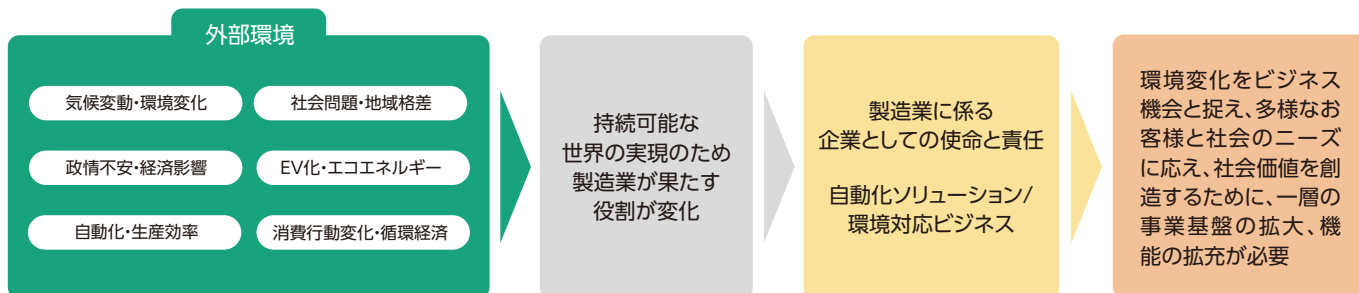 外部環境
気候変動・環境変化
社会問題・地域格差
政情不安・経済影響
EV化・エコエネルギー
自動化・生産効率
消費行動変化・循環経済
持続可能な
世界の実現のため
製造業が果たす
役割が変化
製造業に係る
企業としての使命と責任
自動化ソリューション/
環境対応ビジネス
環境変化をビジネス
機会と捉え、多様なお
客様と社会のニーズ
に応え、社会価値を創
造するために、一層の
事業基盤の拡大、機
能の拡充が必要